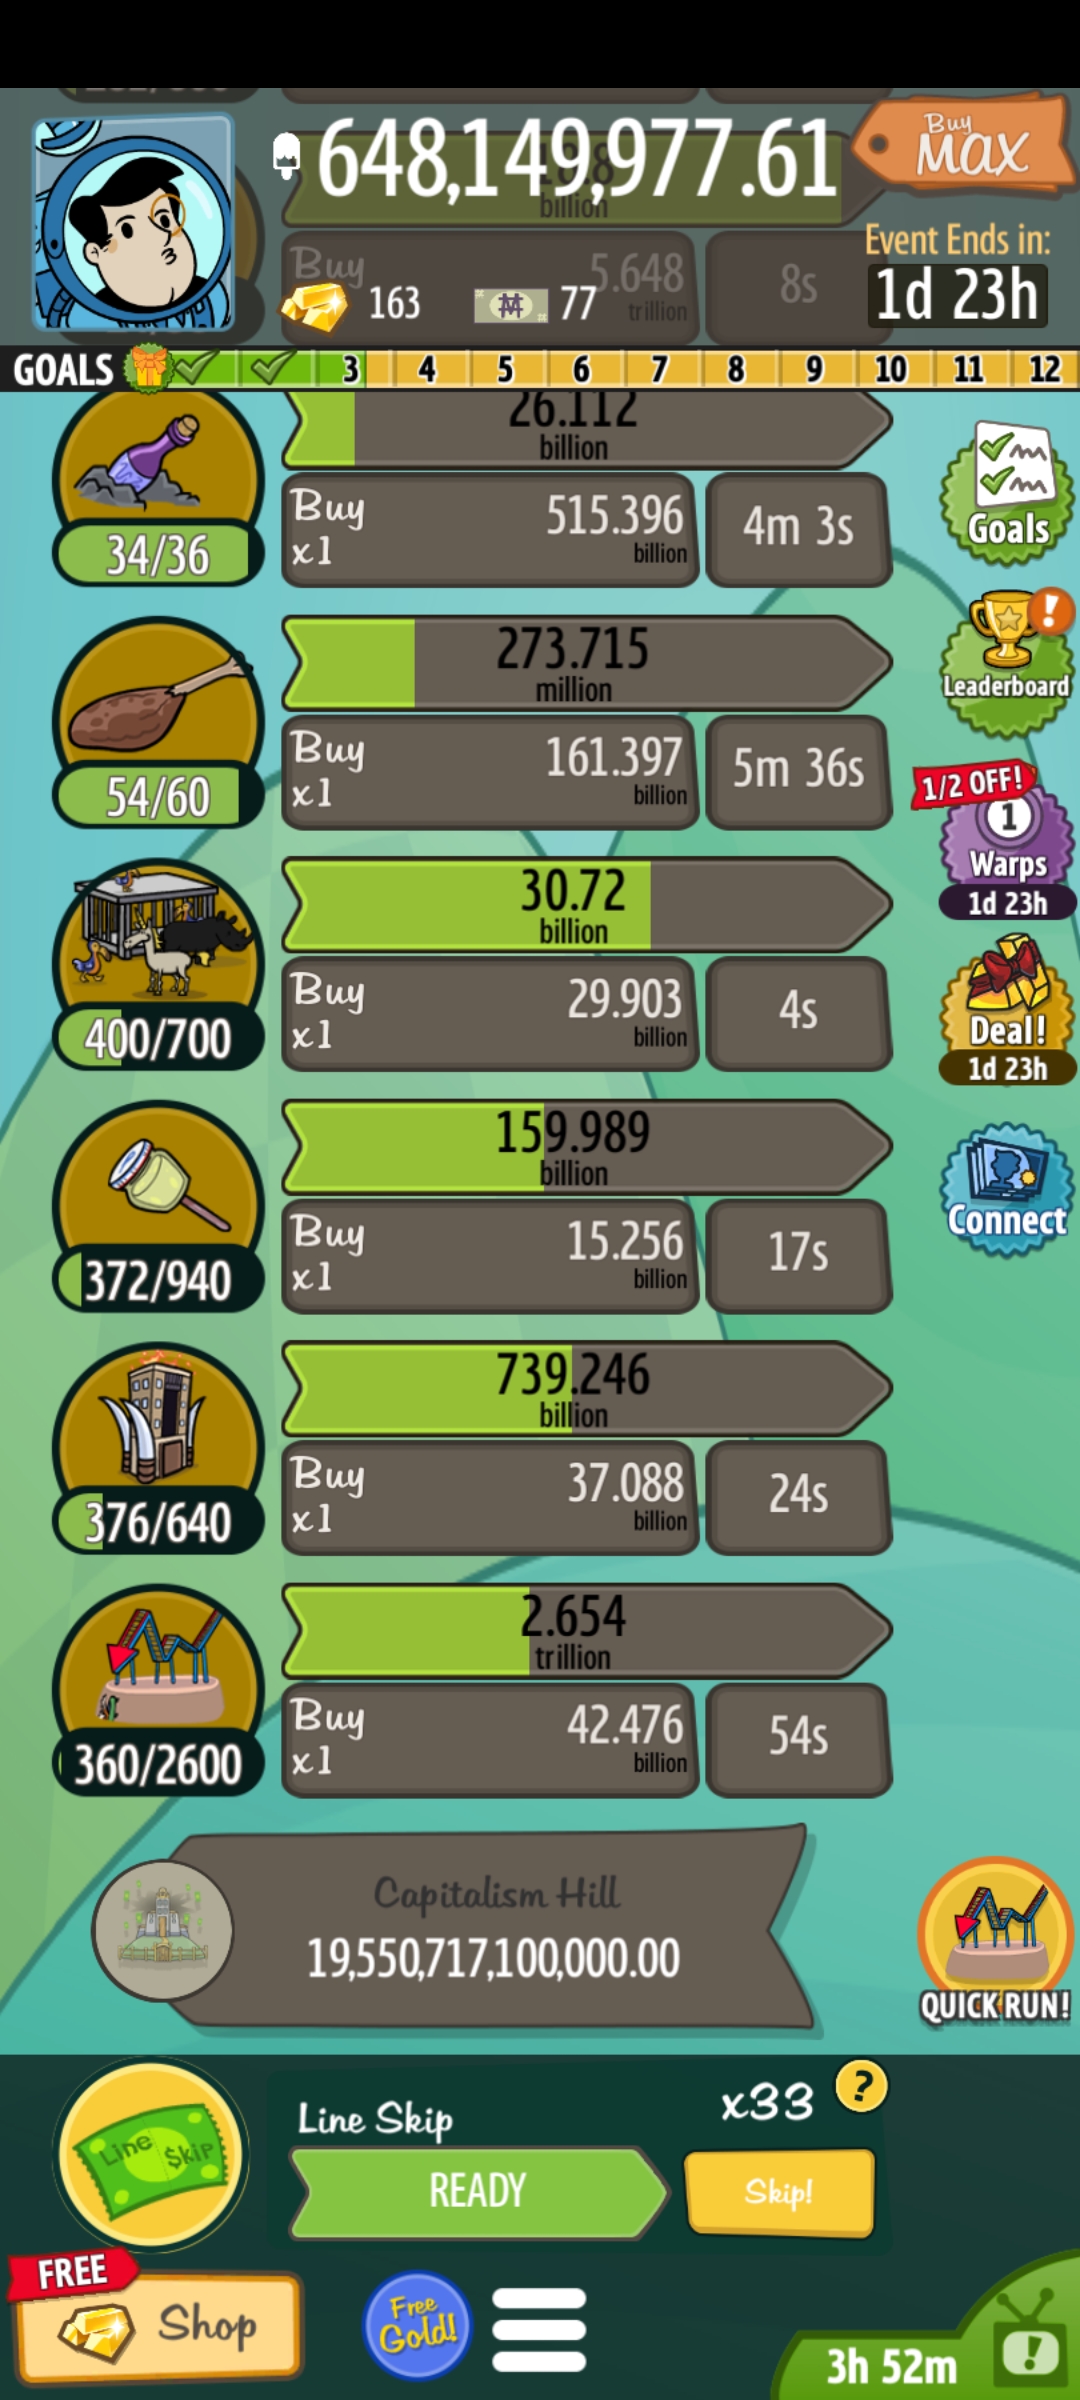 Buy
MAX
648,149,977.61
billion
Event Ends in:
1d 23h
Buy
5.648
trillion
8s
163
77
GOALS
3
4
5
6
7
8
9
10
11
12
26.112
billion
34/36
Buy
x1
515.396
billion
4m 3s
Goals
273.715
million
54/60
Buy
x1
161.397
billion
5m 36s
Leaderboard
1/2 OFF!
1
Warps
1d 23h
30.72
billion
400/700
Buy
x1
29.903
billion
4s
Deal!
1d 23h
159.989
billion
372/940
Buy
x1
15.256
billion
17s
Connect
739.246
billion
376/640
Buy
x1
37.088
billion
24s
2.654
trillion
360/2600
Buy
x1
42.476
billion
54s
Capitalism Hill
19,550,717,100,000.00
QUICK RUN!
Line $kip
Line Skip
x33
?
READY
Skip!
FREE
Shop
Free
Gold!
3h 52m